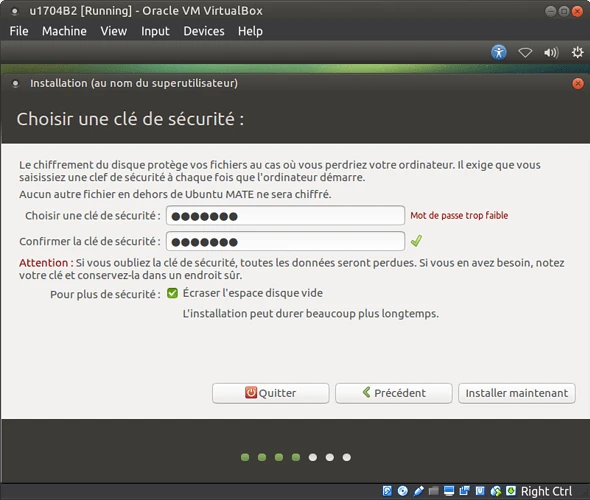 u1704B2 [Running] - Oracle VM VirtualBox
File Machine View Input Devices Help
Installation (au nom du superutilisateur)
Choisir une clé de sécurité :
Le chiffrement du disque protège vos fichiers au cas où vous perdriez votre ordinateur. Il exige que vous
saisissiez une clef de sécurité à chaque fois que l'ordinateur démarre.
Aucun autre fichier en dehors de Ubuntu MATE ne sera chiffré.
Choisir une clé de sécurité : ●●●●●●● Mot de passe trop faible
Confirmer la clé de sécurité : ●●●●●●●
Attention : Si vous oubliez la clé de sécurité, toutes les données seront perdues. Si vous en avez besoin, notez
votre clé et conservez-la dans un endroit sûr.
Pour plus de sécurité : Écraser l'espace disque vide
L'installation peut durer beaucoup plus longtemps.
Quitter Précédent Installer maintenant
Right Ctrl